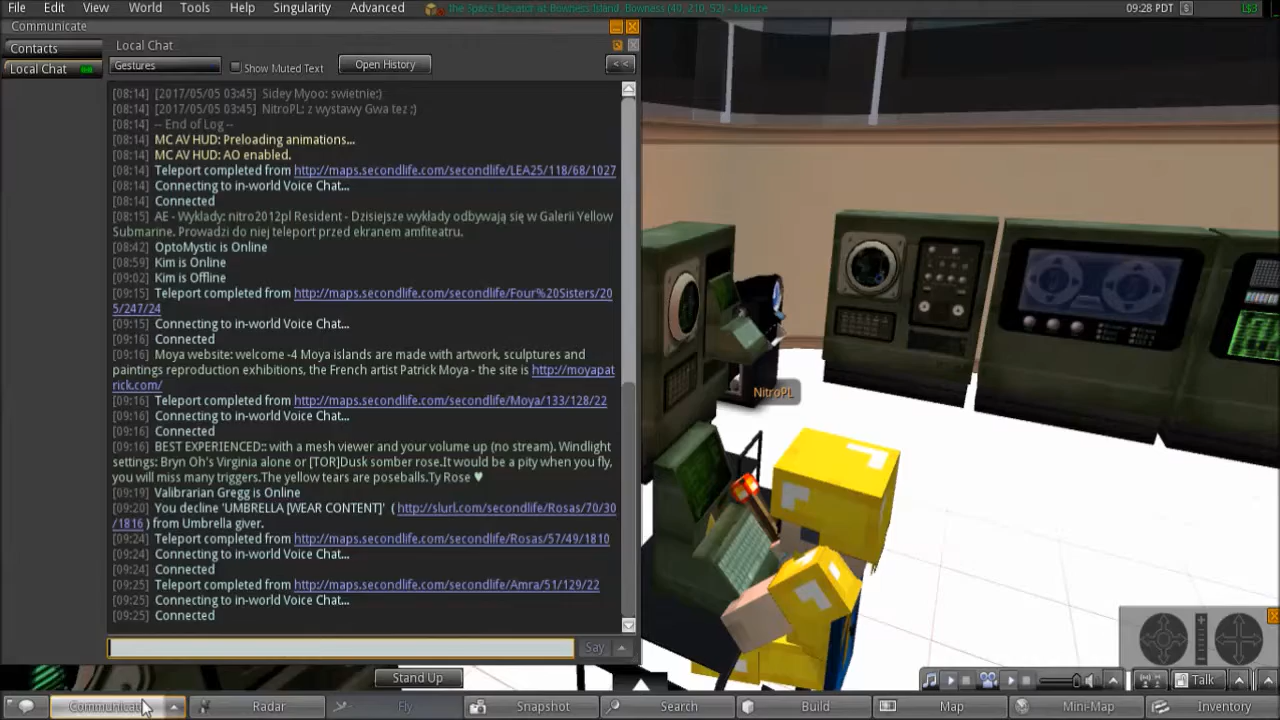 File Edit View World Tools Help Singularity Advanced the Space Elevator at Bowness Island, Bowness (40, 210, 52) - blaisce 09:28 PDT $ L$3
Communicate
Contacts
Local Chat
Local Chat
Gestures Show Muted Text Open History < <
[08:14] [2017/05/05 03:45] Sidey Myoo: swietnie:)
[08:14] [2017/05/05 03:45] NitroPL: z wystawy Gwa tez ;)
[08:14] -- End of Log --
[08:14] MC AV HUD: Preloading animations...
[08:14] MC AV HUD: AO enabled.
[08:14] Teleport completed from http://maps.secondlife.com/secondlife/LEA25/118/68/1027
[08:14] Connecting to in-world Voice Chat...
[08:14] Connected
[08:15] AE - Wykłady: nitro2012pl Resident - Dzisiejsze wykłady odbywają się w Galerii Yellow
Submarine. Prowadzi do niej teleport przed ekranem amfiteatru.
[08:42] OptoMystic is Online
[08:59] Kim is Online
[09:02] Kim is Offline
[09:15] Teleport completed from http://maps.secondlife.com/secondlife/Four%20Sisters/20
5/247/24
[09:15] Connecting to in-world Voice Chat...
[09:15] Connected
[09:16] Moya website: welcome -4 Moya islands are made with artwork, sculptures and
paintings reproduction exhibitions, the French artist Patrick Moya - the site is http://moyapat
rick.com/
[09:16] Teleport completed from http://maps.secondlife.com/secondlife/Moya/133/128/22
[09:16] Connecting to in-world Voice Chat...
[09:16] Connected
[09:16] BEST EXPERIENCED:: with a mesh viewer and your volume up (no stream). Windlight
settings: Bryn Oh's Virginia alone or [TOR]Dusk somber rose.It would be a pity when you fly,
you will miss many triggers.The yellow tears are poseballs.Ty Rose ♥
[09:19] Valibrarian Gregg is Online
[09:20] You decline 'UMBRELLA [WEAR CONTENT]' ( http://slurl.com/secondlife/Rosas/70/30
/1816 ) from Umbrella giver.
[09:24] Teleport completed from http://maps.secondlife.com/secondlife/Rosas/57/49/1810
[09:24] Connecting to in-world Voice Chat...
[09:24] Connected
[09:25] Teleport completed from http://maps.secondlife.com/secondlife/Amra/51/129/22
[09:25] Connecting to in-world Voice Chat...
[09:25] Connected
Say
NitroPL
Stand Up
Talk
Communicate Radar Fly Snapshot Search Build Map Mini-Map Inventory